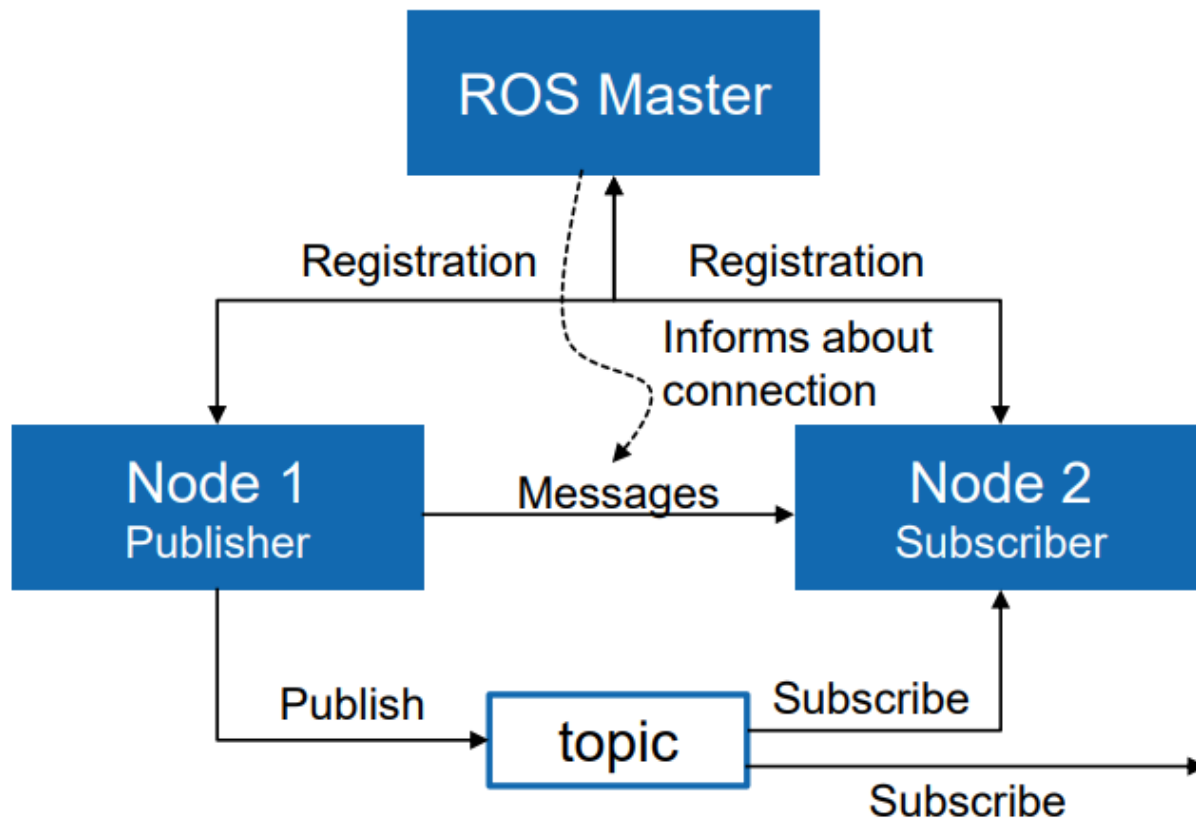 ROS Master
Registration
Registration
Informs about
connection
Node 1
Publisher
Messages
Node 2
Subscriber
Publish
topic
Subscribe
Subscribe